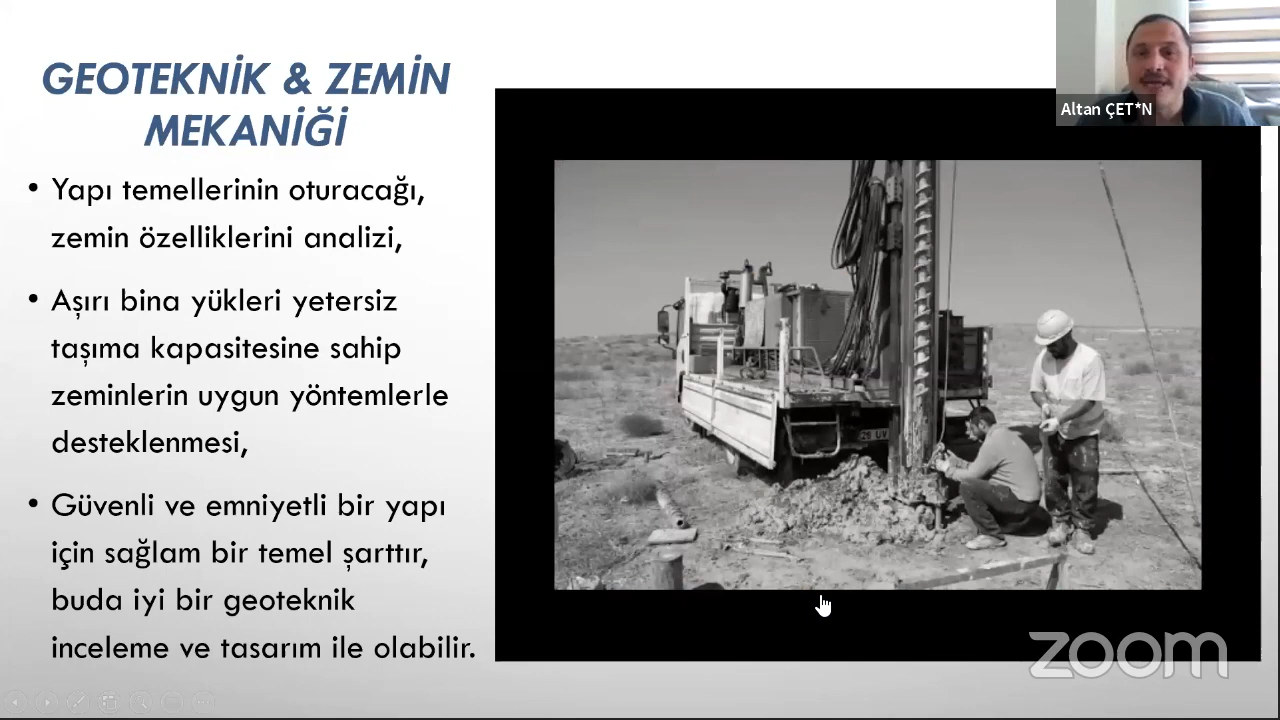 GEOTEKNİK & ZEMİN
MEKANİĞİ
• Yapı temellerinin oturacağı,
zemin özelliklerini analizi,
• Aşırı bina yükleri yetersiz
taşıma kapasitesine sahip
zeminlerin uygun yöntemlerle
desteklenmesi,
• Güvenli ve emniyetli bir yapı
için sağlam bir temel şarttır,
buda iyi bir geoteknik
inceleme ve tasarım ile olabilir.
Altan ÇET*N
zoom